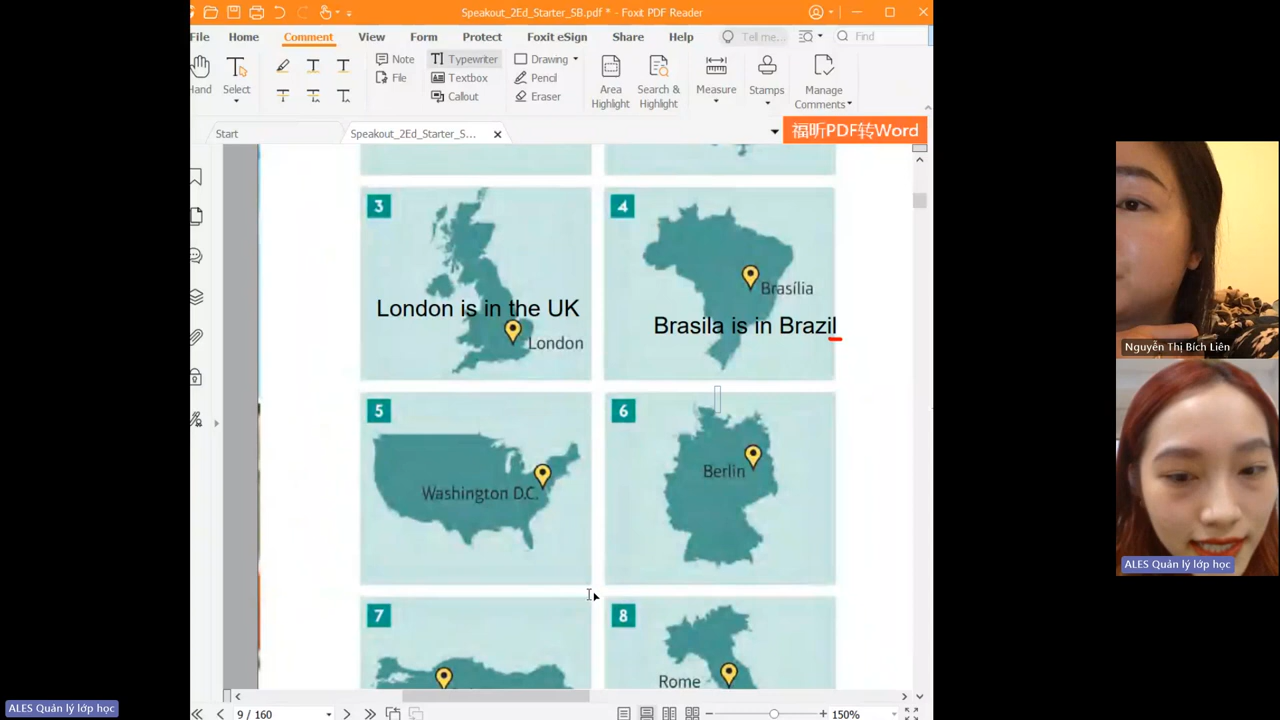 Speakout_2Ed_Starter_SB.pdf * - Foxit PDF Reader
File Home Comment View Form Protect Foxit eSign Share Help Tell me... Find
Hand
Select
Note
File
Typewriter
Textbox
Callout
Drawing
Pencil
Eraser
Area
Highlight
Search &
Highlight
Measure
Stamps
Manage
Comments
Start
Speakout_2Ed_Starter_S...
福昕PDF转Word
3
London is in the UK
London
4
Brasília
Brasila is in Brazil
5
Washington D.C.
6
Berlin
7
8
Rome
9 / 160
150%
Nguyễn Thị Bích Liên
ALES Quản lý lớp học
ALES Quản lý lớp học